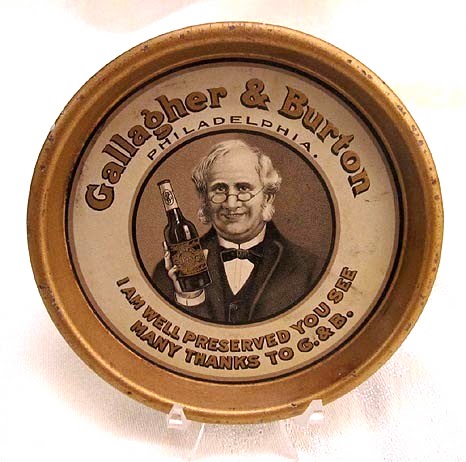 Gallagher & Burton
PHILADELPHIA.
I AM WELL PRESERVED YOU SEE
MANY THANKS TO G.&B.